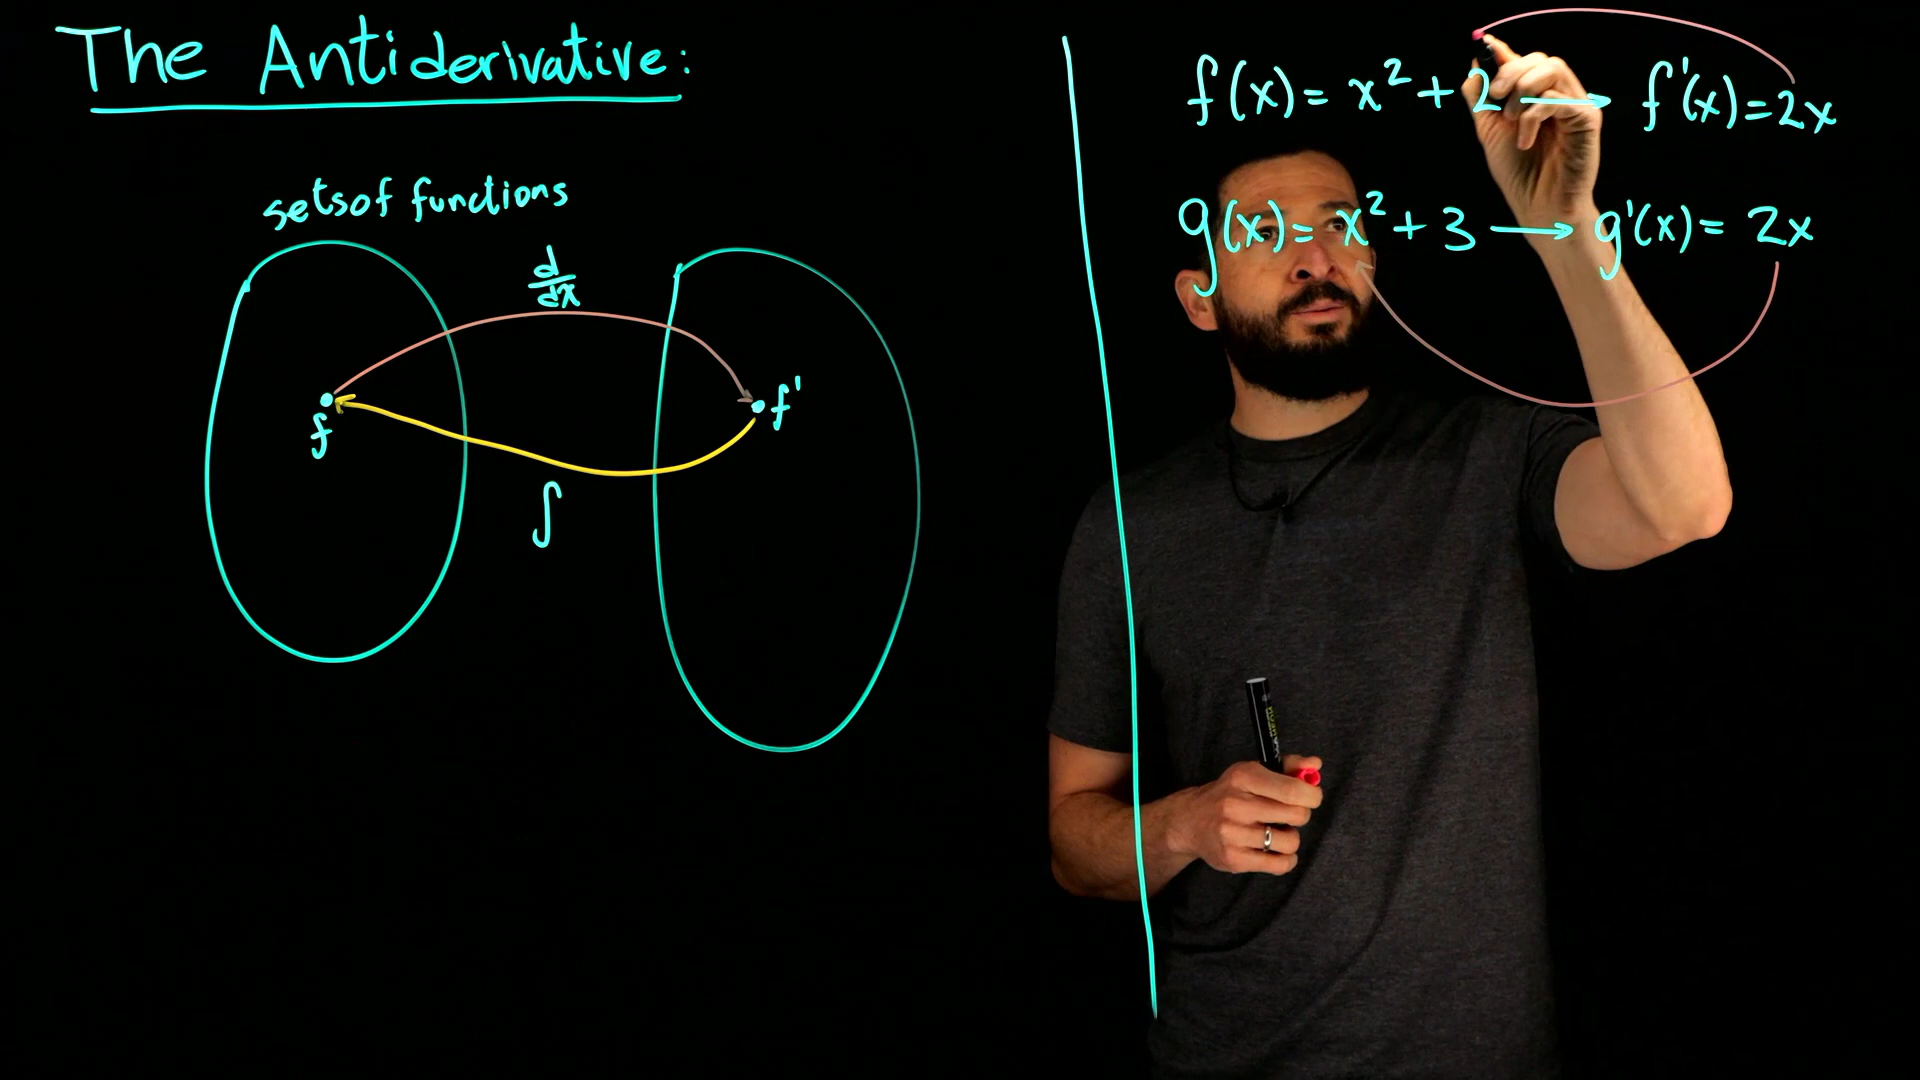 The Antiderivative:
setsof functions
d
dx
f
f'
∫
f(x) = x² + 2 → f'(x) = 2x
g(x) = x² + 3 → g'(x) = 2x